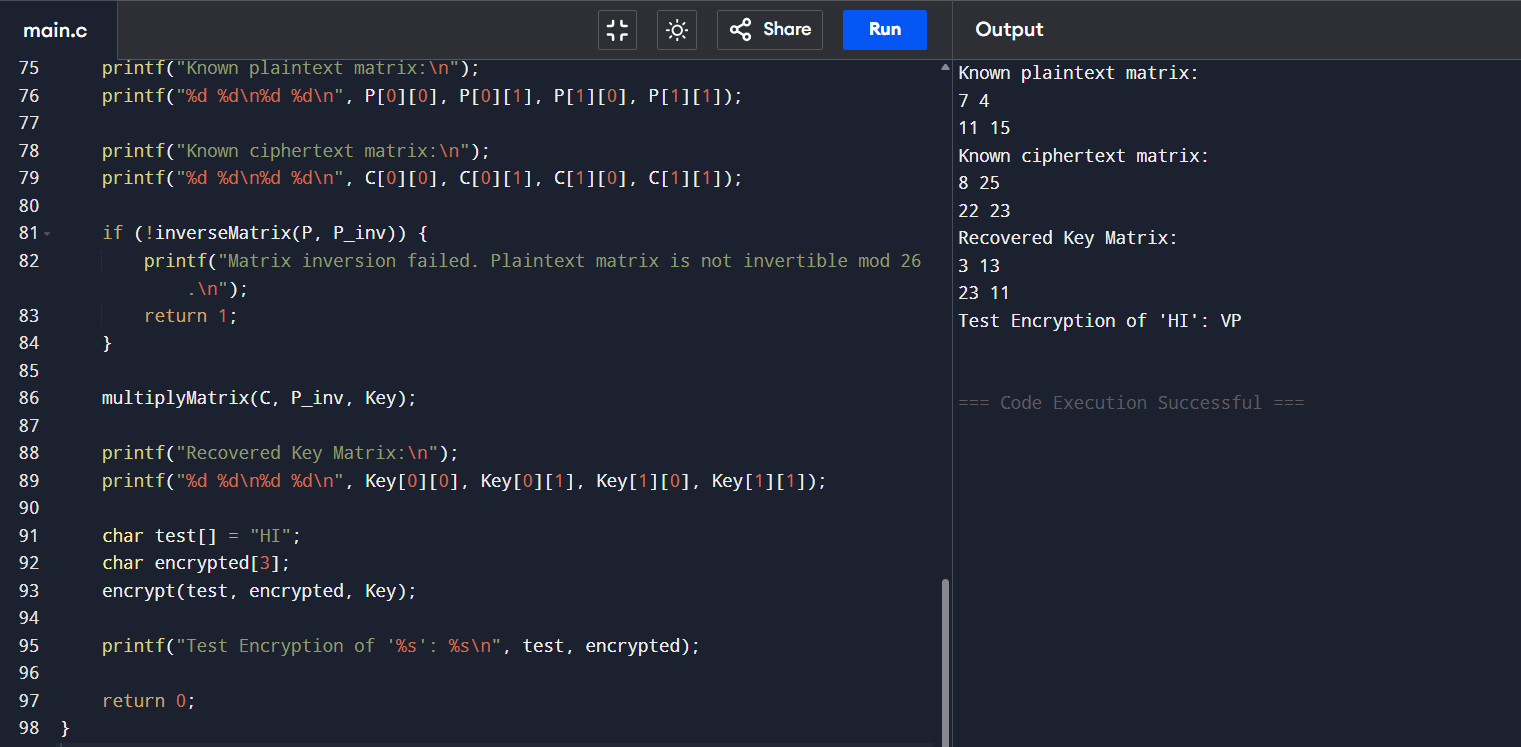 main.c
Share
Run
Output
75 printf("Known plaintext matrix:\n");
76 printf("%d %d\n%d %d\n", P[0][0], P[0][1], P[1][0], P[1][1]);
77
78 printf("Known ciphertext matrix:\n");
79 printf("%d %d\n%d %d\n", C[0][0], C[0][1], C[1][0], C[1][1]);
80
81 if (!inverseMatrix(P, P_inv)) {
82 printf("Matrix inversion failed. Plaintext matrix is not invertible mod 26
.\n");
83 return 1;
84 }
85
86 multiplyMatrix(C, P_inv, Key);
87
88 printf("Recovered Key Matrix:\n");
89 printf("%d %d\n%d %d\n", Key[0][0], Key[0][1], Key[1][0], Key[1][1]);
90
91 char test[] = "HI";
92 char encrypted[3];
93 encrypt(test, encrypted, Key);
94
95 printf("Test Encryption of '%s': %s\n", test, encrypted);
96
97 return 0;
98 }
Known plaintext matrix:
7 4
11 15
Known ciphertext matrix:
8 25
22 23
Recovered Key Matrix:
3 13
23 11
Test Encryption of 'HI': VP
=== Code Execution Successful ===